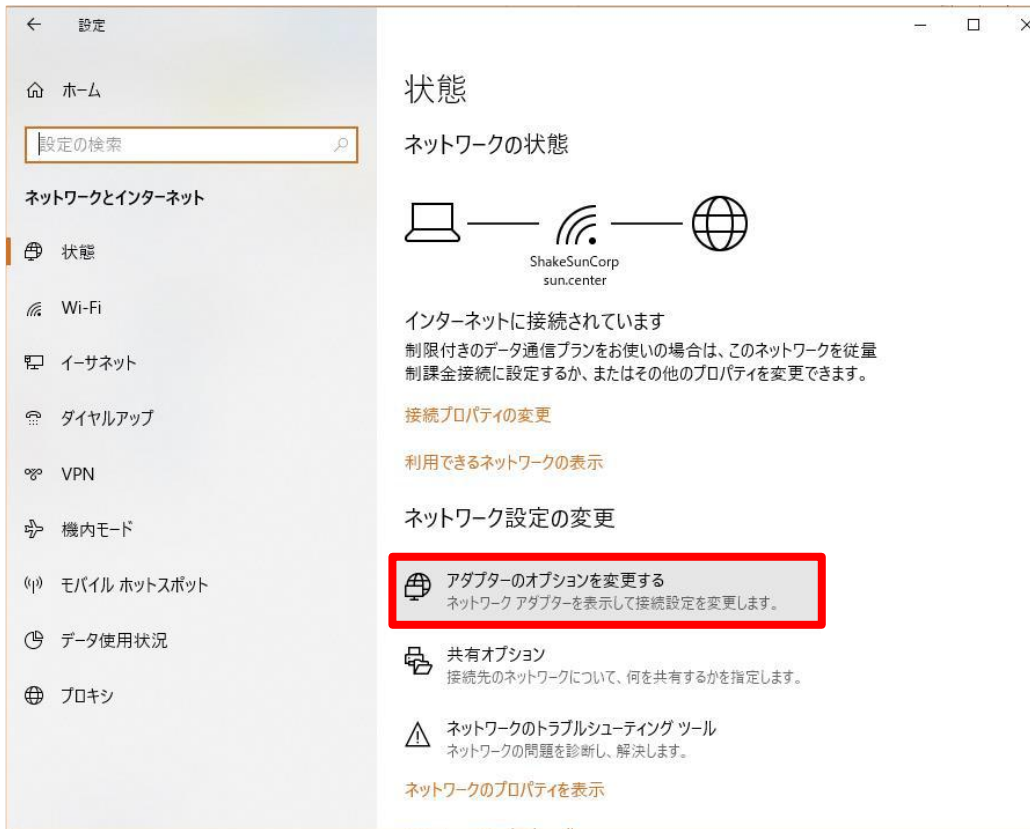 設定
ホーム
設定の検索
ネットワークとインターネット
状態
Wi-Fi
イーサネット
ダイヤルアップ
VPN
機内モード
モバイル ホットスポット
データ使用状況
プロキシ
状態
ネットワークの状態
ShakeSunCorp
sun.center
インターネットに接続されています
制限付きのデータ通信プランをお使いの場合は、このネットワークを従量
制課金接続に設定するか、またはその他のプロパティを変更できます。
接続プロパティの変更
利用できるネットワークの表示
ネットワーク設定の変更
アダプターのオプションを変更する
ネットワーク アダプターを表示して接続設定を変更します。
共有オプション
接続先のネットワークについて、何を共有するかを指定します。
ネットワークのトラブルシューティング ツール
ネットワークの問題を診断し、解決します。
ネットワークのプロパティを表示